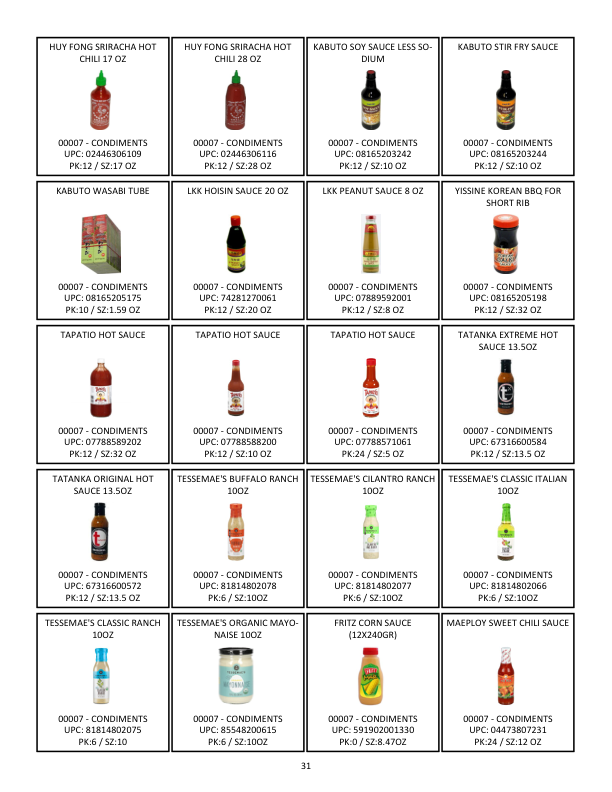 HUY FONG SRIRACHA HOT
CHILI 17 OZ
00007 - CONDIMENTS
UPC: 02446306109
PK:12 / SZ:17 OZ
HUY FONG SRIRACHA HOT
CHILI 28 OZ
00007 - CONDIMENTS
UPC: 02446306116
PK:12 / SZ:28 OZ
KABUTO SOY SAUCE LESS SO-
DIUM
00007 - CONDIMENTS
UPC: 08165203242
PK:12 / SZ:10 OZ
KABUTO STIR FRY SAUCE
00007 - CONDIMENTS
UPC: 08165203244
PK:12 / SZ:10 OZ
KABUTO WASABI TUBE
00007 - CONDIMENTS
UPC: 08165205175
PK:10 / SZ:1.59 OZ
LKK HOISIN SAUCE 20 OZ
00007 - CONDIMENTS
UPC: 74281270061
PK:12 / SZ:20 OZ
LKK PEANUT SAUCE 8 OZ
00007 - CONDIMENTS
UPC: 07889592001
PK:12 / SZ:8 OZ
YISSINE KOREAN BBQ FOR
SHORT RIB
00007 - CONDIMENTS
UPC: 08165205198
PK:12 / SZ:32 OZ
TAPATIO HOT SAUCE
00007 - CONDIMENTS
UPC: 07788589202
PK:12 / SZ:32 OZ
TAPATIO HOT SAUCE
00007 - CONDIMENTS
UPC: 07788588200
PK:12 / SZ:10 OZ
TAPATIO HOT SAUCE
00007 - CONDIMENTS
UPC: 07788571061
PK:24 / SZ:5 OZ
TATANKA EXTREME HOT
SAUCE 13.5OZ
00007 - CONDIMENTS
UPC: 67316600584
PK:12 / SZ:13.5 OZ
TATANKA ORIGINAL HOT
SAUCE 13.5OZ
00007 - CONDIMENTS
UPC: 67316600572
PK:12 / SZ:13.5 OZ
TESSEMAE'S BUFFALO RANCH
10OZ
00007 - CONDIMENTS
UPC: 81814802078
PK:6 / SZ:10OZ
TESSEMAE'S CILANTRO RANCH
10OZ
00007 - CONDIMENTS
UPC: 81814802077
PK:6 / SZ:10OZ
TESSEMAE'S CLASSIC ITALIAN
10OZ
00007 - CONDIMENTS
UPC: 81814802066
PK:6 / SZ:10OZ
TESSEMAE'S CLASSIC RANCH
10OZ
00007 - CONDIMENTS
UPC: 81814802075
PK:6 / SZ:10
TESSEMAE'S ORGANIC MAYO-
NAISE 10OZ
00007 - CONDIMENTS
UPC: 85548200615
PK:6 / SZ:10OZ
FRITZ CORN SAUCE
(12X240GR)
00007 - CONDIMENTS
UPC: 591902001330
PK:0 / SZ:8.47OZ
MAEPLOY SWEET CHILI SAUCE
00007 - CONDIMENTS
UPC: 04473807231
PK:24 / SZ:12 OZ
31